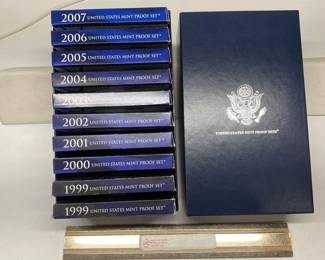 2007 UNITED STATES MINT PROOF SET®
2006 UNITED STATES MINT PROOF SET®
2005 UNITED STATES MINT PROOF SET®
2004 UNITED STATES MINT PROOF SET®
2003
2002 UNITED STATES MINT PROOF SET®
2001 UNITED STATES MINT PROOF SET®
2000 UNITED STATES MINT PROOF SET®
1999 UNITED STATES MINT PROOF SET®
1999 UNITED STATES MINT PROOF SET®
UNITED STATES MINT PROOF SETS®